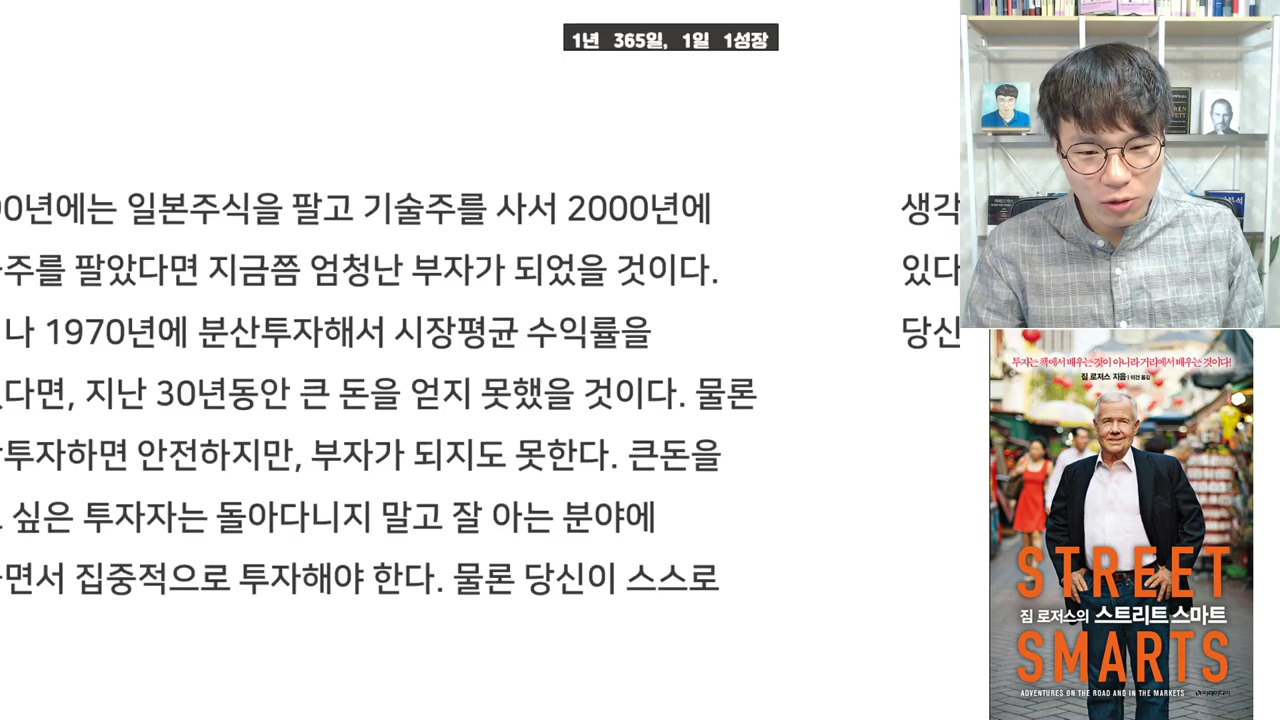 1년 365일, 1일 1성장
00년에는 일본주식을 팔고 기술주를 사서 2000년에
주를 팔았다면 지금쯤 엄청난 부자가 되었을 것이다.
나 1970년에 분산투자해서 시장평균 수익률을
다면, 지난 30년동안 큰 돈을 얻지 못했을 것이다. 물론
투자하면 안전하지만, 부자가 되지도 못한다. 큰돈을
싶은 투자자는 돌아다니지 말고 잘 아는 분야에
면서 집중적으로 투자해야 한다. 물론 당신이 스스로
생각
있다
당신
투자는 책에서 배우는 것이 아니라 거리에서 배우는 것이다!
짐 로저스 지음 | 이건 옮김
STREET
짐 로저스의 스트리트 스마트
SMARTS
ADVENTURES ON THE ROAD AND IN THE MARKETS